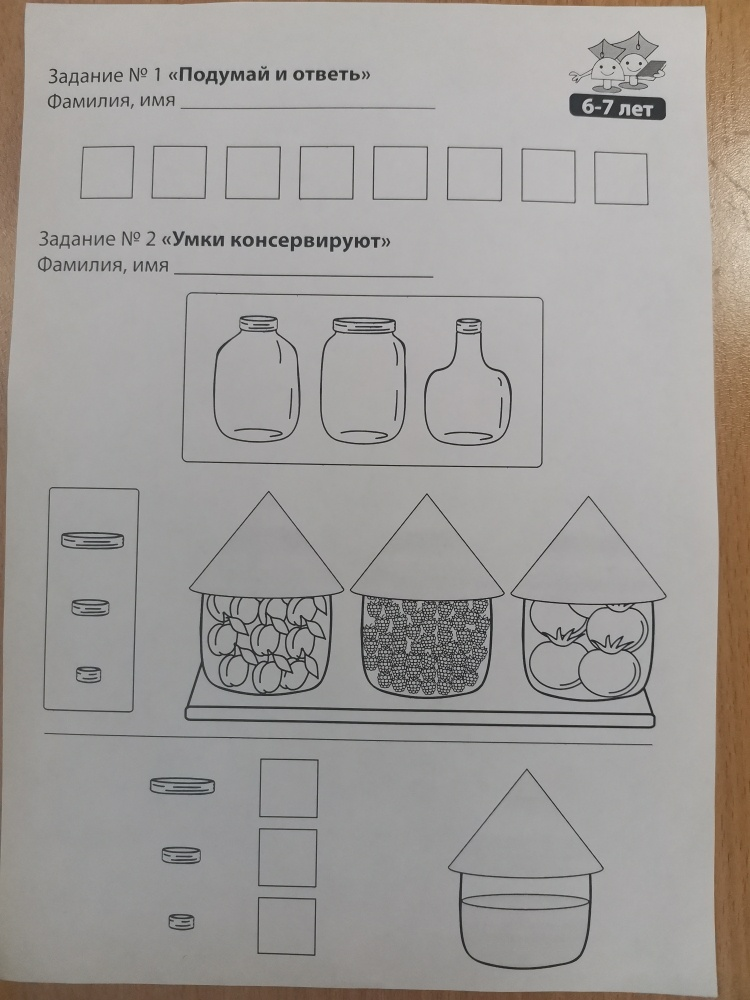 Задание № 1 «Подумай и ответь»
Фамилия, имя
6-7 лет
Задание № 2 «Умки консервируют»
Фамилия, имя